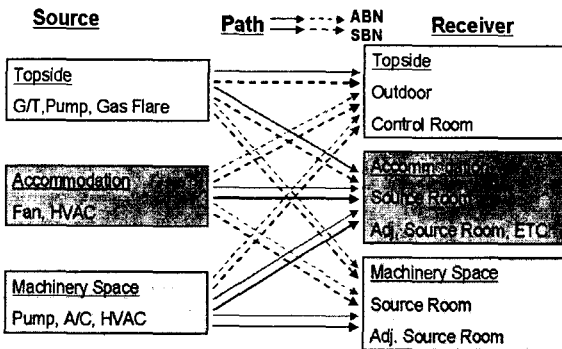 Source
Path
ABN
SBN
Receiver
Topside
G/T,Pump, Gas Flare
Accommodation
Fan, HVAC
Machinery Space
Pump, A/C, HVAC
Topside
Outdoor
Control Room
Accommodation
Source Room
Adj. Source Room, ETC
Machinery Space
Source Room
Adj. Source Room